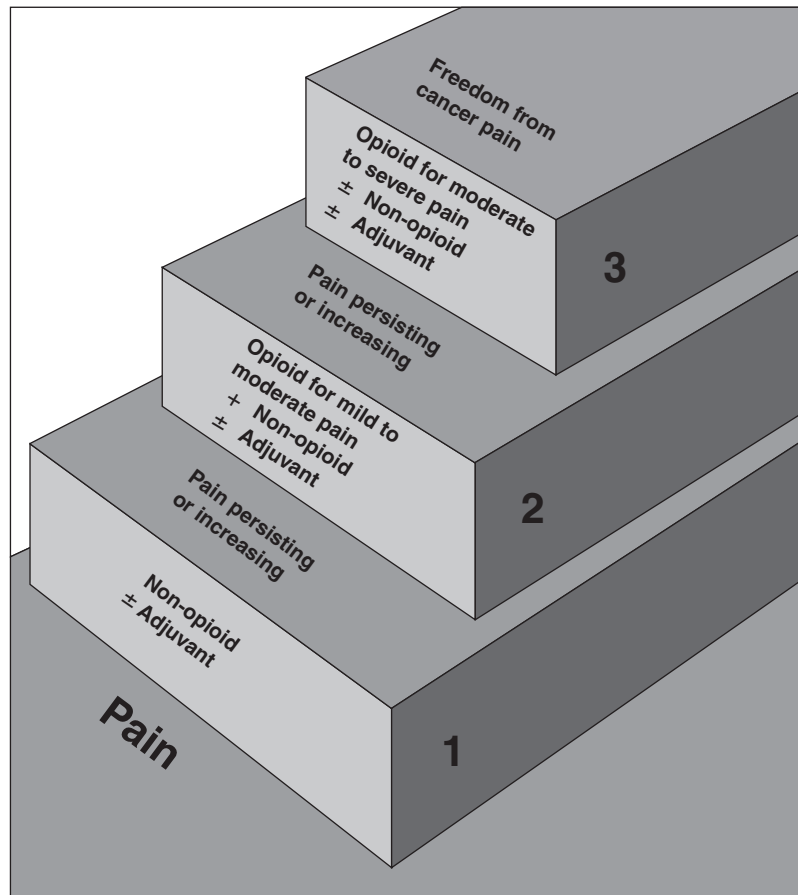 Freedom from
cancer pain
Opioid for moderate
to severe pain
± Non-opioid
± Adjuvant
3
Pain persisting
or increasing
Opioid for mild to
moderate pain
+ Non-opioid
± Adjuvant
2
Pain persisting
or increasing
Non-opioid
± Adjuvant
1
Pain